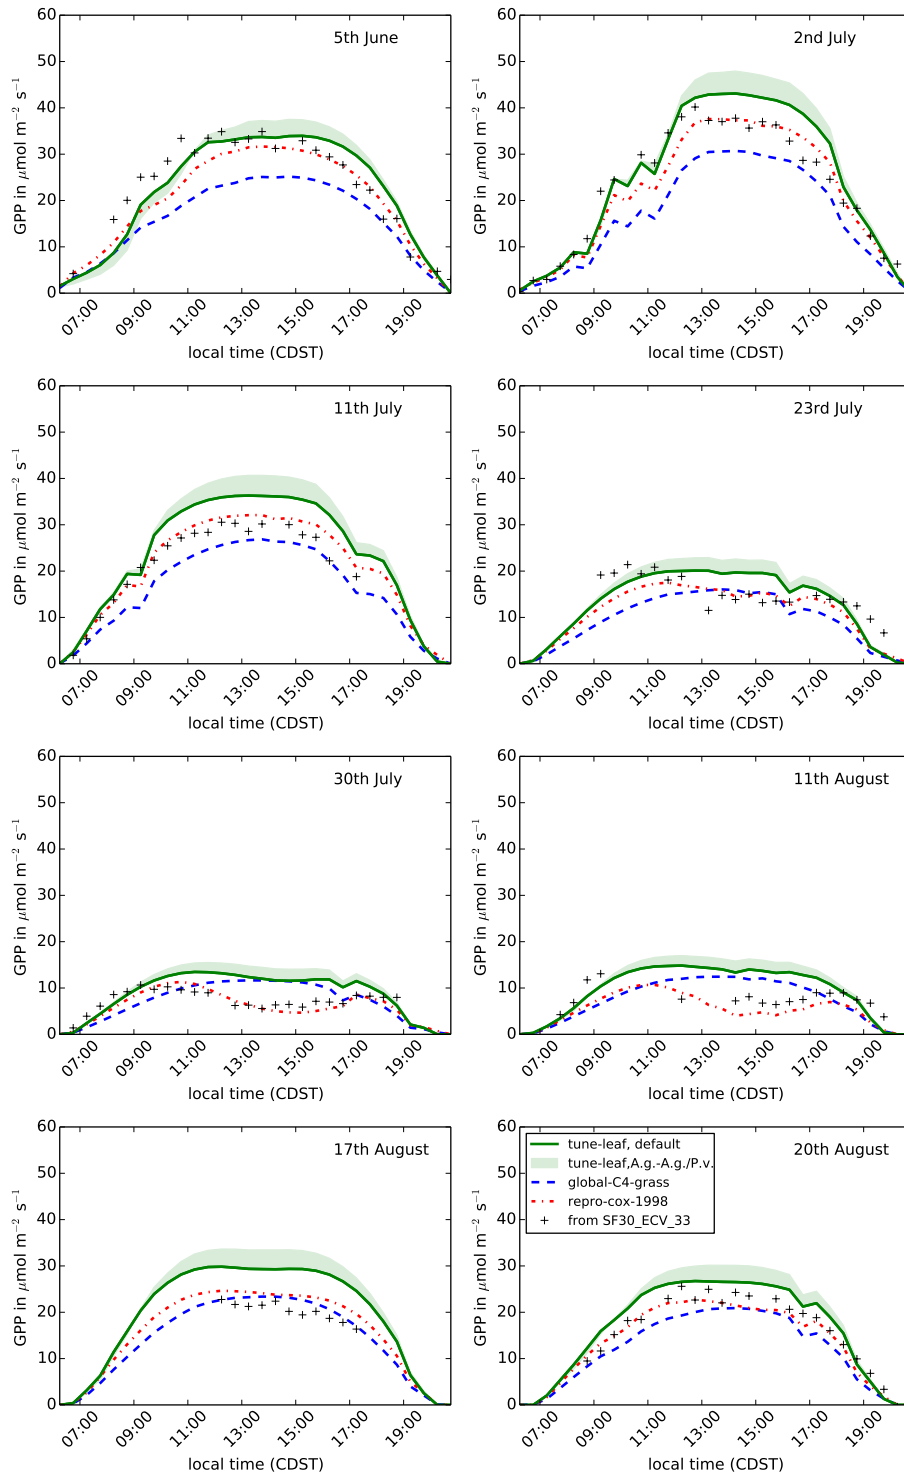 5th June
60
50
40
30
20
10
0
GPP in μmol m⁻² s⁻¹
07:00 09:00 11:00 13:00 15:00 17:00 19:00
local time (CDST)
2nd July
60
50
40
30
20
10
0
GPP in μmol m⁻² s⁻¹
07:00 09:00 11:00 13:00 15:00 17:00 19:00
local time (CDST)
11th July
60
50
40
30
20
10
0
GPP in μmol m⁻² s⁻¹
07:00 09:00 11:00 13:00 15:00 17:00 19:00
local time (CDST)
23rd July
60
50
40
30
20
10
0
GPP in μmol m⁻² s⁻¹
07:00 09:00 11:00 13:00 15:00 17:00 19:00
local time (CDST)
30th July
60
50
40
30
20
10
0
GPP in μmol m⁻² s⁻¹
07:00 09:00 11:00 13:00 15:00 17:00 19:00
local time (CDST)
11th August
60
50
40
30
20
10
0
GPP in μmol m⁻² s⁻¹
07:00 09:00 11:00 13:00 15:00 17:00 19:00
local time (CDST)
17th August
60
50
40
30
20
10
0
GPP in μmol m⁻² s⁻¹
07:00 09:00 11:00 13:00 15:00 17:00 19:00
local time (CDST)
20th August
60
50
40
30
20
10
0
GPP in μmol m⁻² s⁻¹
tune-leaf, default
tune-leaf,A.g.-A.g./P.v.
global-C4-grass
repro-cox-1998
from SF30_ECV_33
07:00 09:00 11:00 13:00 15:00 17:00 19:00
local time (CDST)